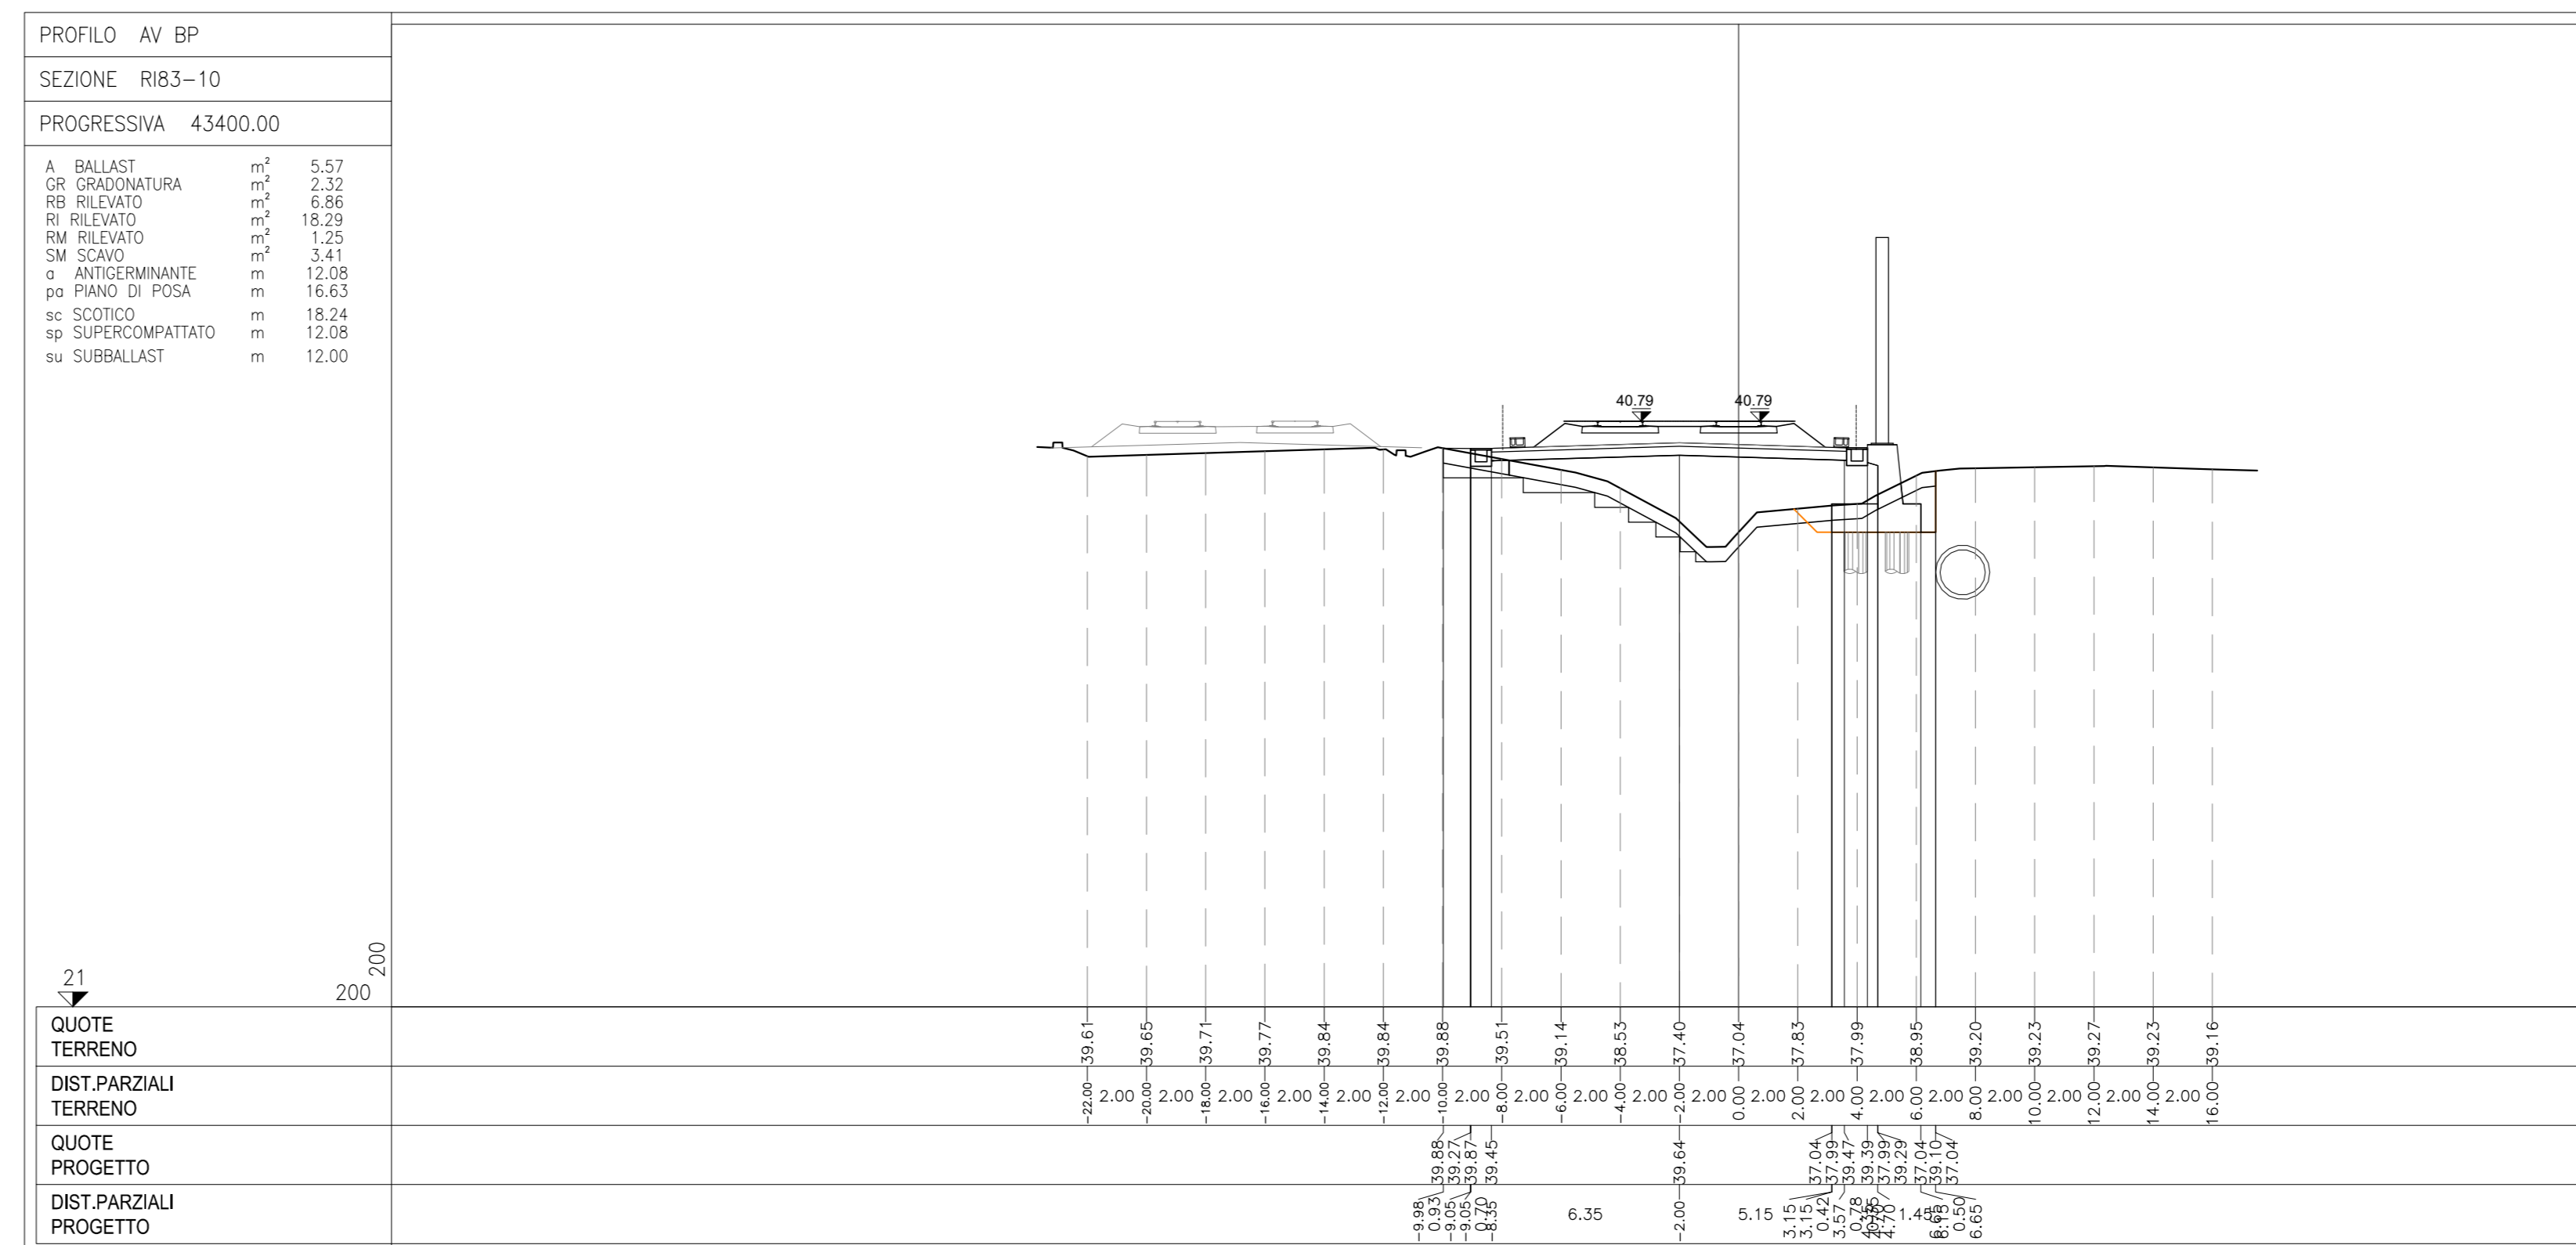 PROFILO AV BP
SEZIONE RI83-10
PROGRESSIVA 43400.00
A BALLAST m² 5.57
GR GRADONATURA m² 2.32
RB RILEVATO m² 6.86
RI RILEVATO m² 18.29
RM RILEVATO m² 1.25
SM SCAVO m² 3.41
a ANTIGERMINANTE m 12.08
pa PIANO DI POSA m 16.63
sc SCOTICO m 18.24
sp SUPERCOMPATTATO m 12.08
su SUBBALLAST m 12.00
40.79 40.79
200
21
200
QUOTE TERRENO
39.61 39.65 39.71 39.77 39.84 39.84 39.88 39.51 39.14 38.53 37.40 37.04 37.83 37.99 38.95 39.20 39.23 39.27 39.23 39.16
DIST.PARZIALI TERRENO
-22.00 2.00 -20.00 2.00 -18.00 2.00 -16.00 2.00 -14.00 2.00 -12.00 2.00 -10.00 2.00 -8.00 2.00 -6.00 2.00 -4.00 2.00 -2.00 2.00 0.00 2.00 2.00 2.00 4.00 2.00 6.00 2.00 8.00 2.00 10.00 2.00 12.00 2.00 14.00 2.00 16.00
QUOTE PROGETTO
39.88 39.27 39.87 39.45 39.64 37.04 37.99 39.47 39.39 37.99 39.29 37.04 39.10 37.04
DIST.PARZIALI PROGETTO
-9.98 0.93 -9.05 -9.05 0.70 -8.35 6.35 -2.00 5.15 3.15 3.15 0.42 3.57 0.78 4.70 1.45 6.65 6.15 0.50 6.65